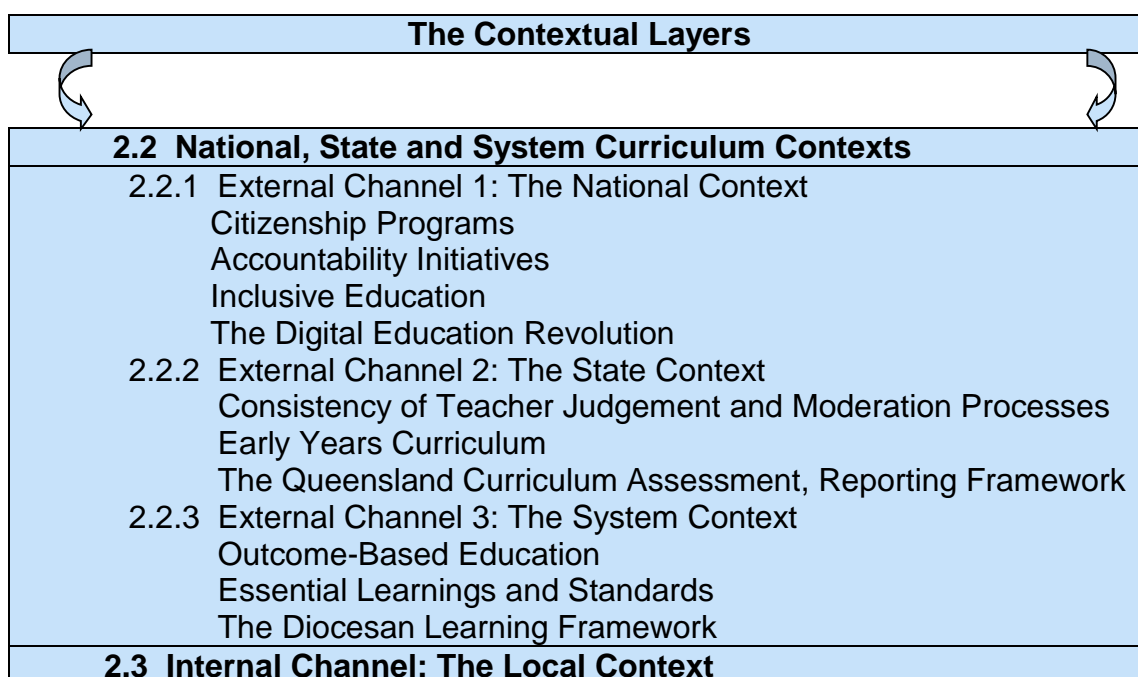 The Contextual Layers
2.2 National, State and System Curriculum Contexts
2.2.1 External Channel 1: The National Context
Citizenship Programs
Accountability Initiatives
Inclusive Education
The Digital Education Revolution
2.2.2 External Channel 2: The State Context
Consistency of Teacher Judgement and Moderation Processes
Early Years Curriculum
The Queensland Curriculum Assessment, Reporting Framework
2.2.3 External Channel 3: The System Context
Outcome-Based Education
Essential Learnings and Standards
The Diocesan Learning Framework
2.3 Internal Channel: The Local Context